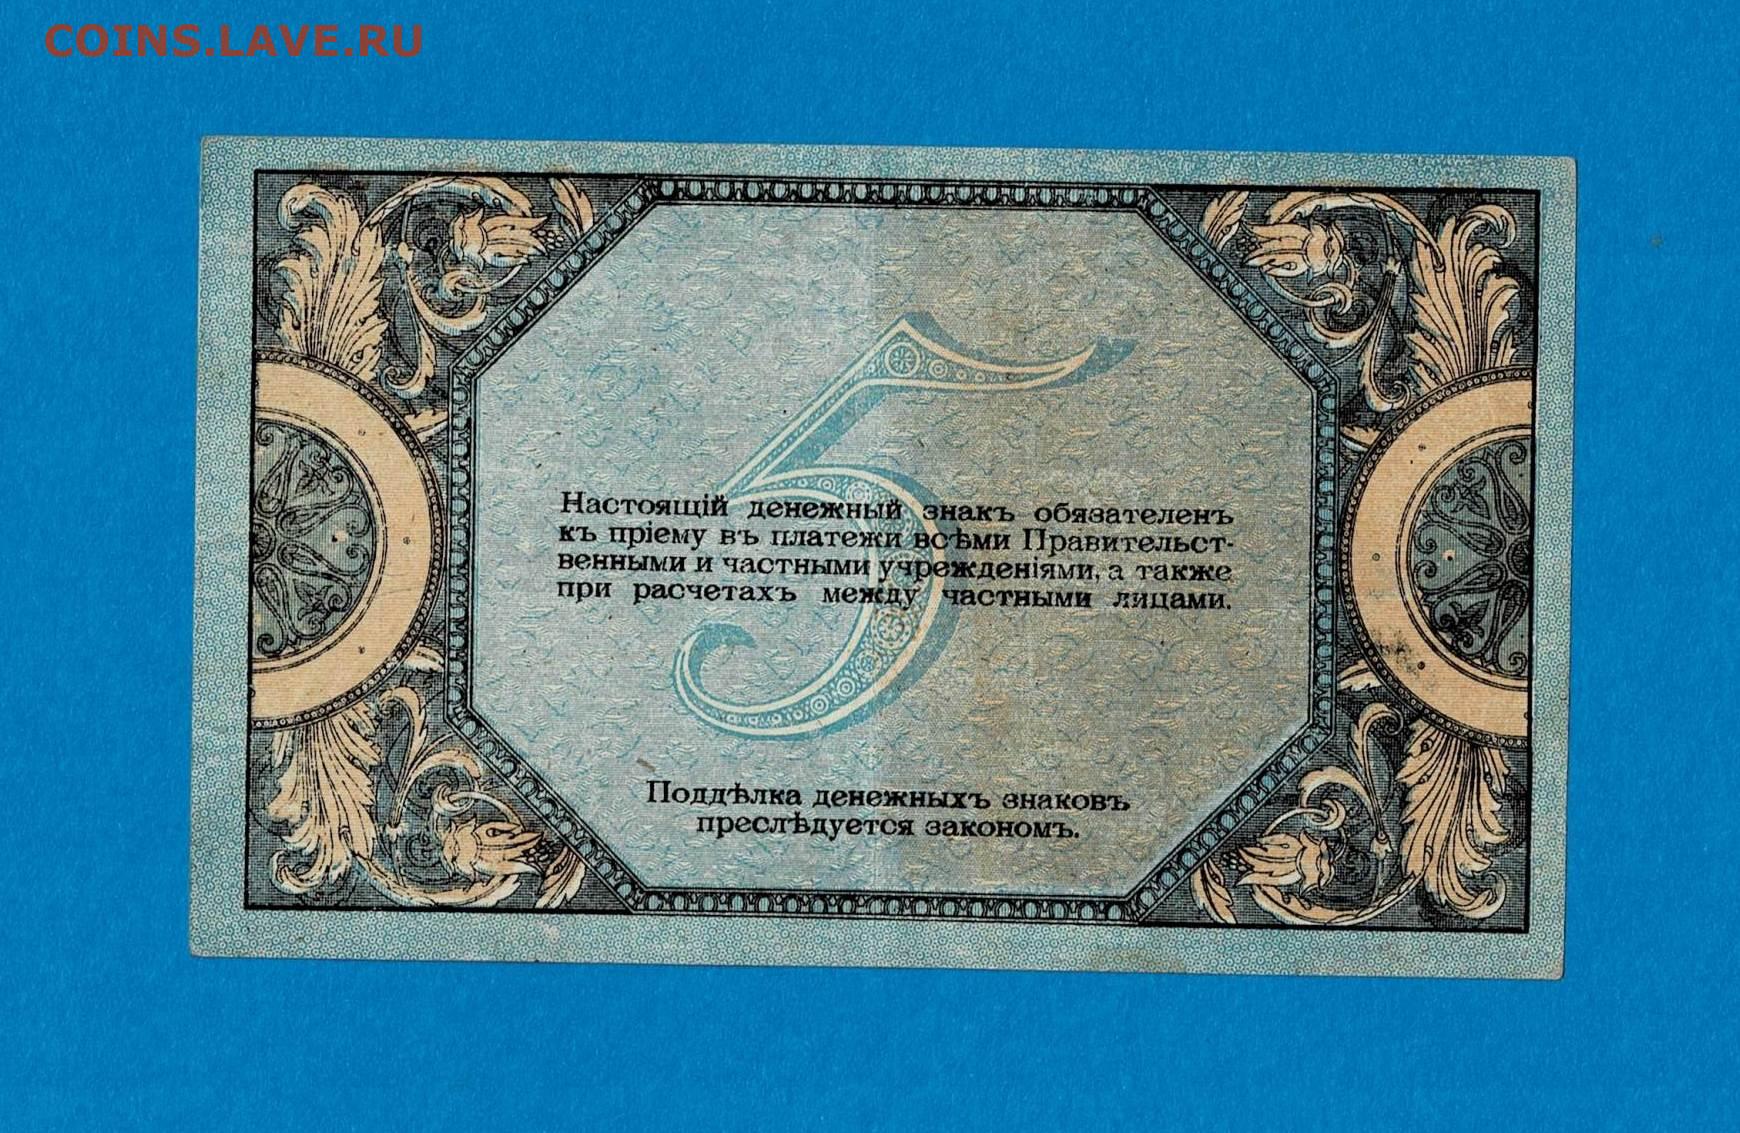 COINS.LAVE.RU
5
Настоящій денежный знакъ обязателенъ
къ пріему въ платежи всѣми Правительст-
венными и частными учрежденіями, а также
при расчетахъ между частными лицами.
Поддѣлка денежныхъ знаковъ
преслѣдуется закономъ.